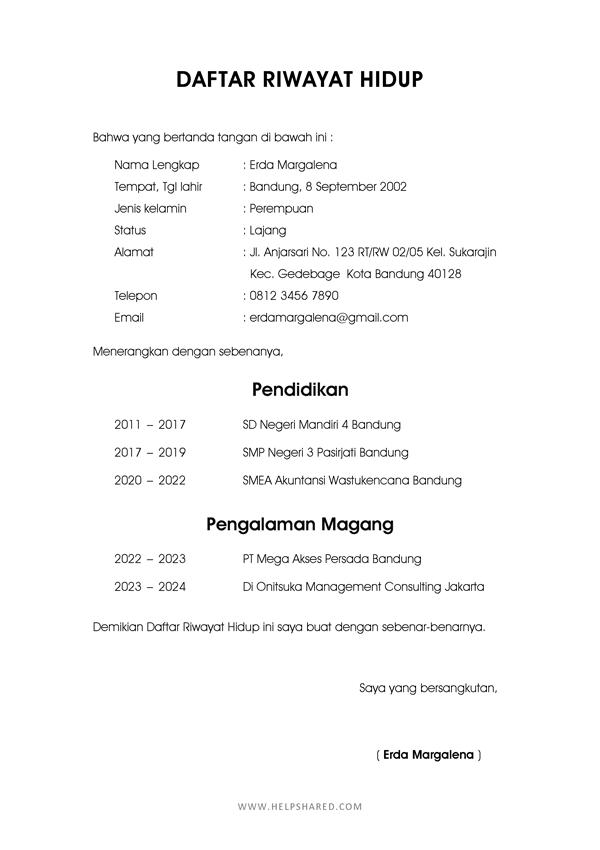 DAFTAR RIWAYAT HIDUP
Bahwa yang bertanda tangan di bawah ini :
Nama Lengkap : Erda Margalena
Tempat, Tgl lahir : Bandung, 8 September 2002
Jenis kelamin : Perempuan
Status : Lajang
Alamat : Jl. Anjarsari No. 123 RT/RW 02/05 Kel. Sukarajin
Kec. Gedebage Kota Bandung 40128
Telepon : 0812 3456 7890
Email : erdamargalena@gmail.com
Menerangkan dengan sebenanya,
Pendidikan
2011 – 2017 SD Negeri Mandiri 4 Bandung
2017 – 2019 SMP Negeri 3 Pasirjati Bandung
2020 – 2022 SMEA Akuntansi Wastukencana Bandung
Pengalaman Magang
2022 – 2023 PT Mega Akses Persada Bandung
2023 – 2024 Di Onitsuka Management Consulting Jakarta
Demikian Daftar Riwayat Hidup ini saya buat dengan sebenar-benarnya.
Saya yang bersangkutan,
( Erda Margalena )
WWW.HELPSHARED.COM